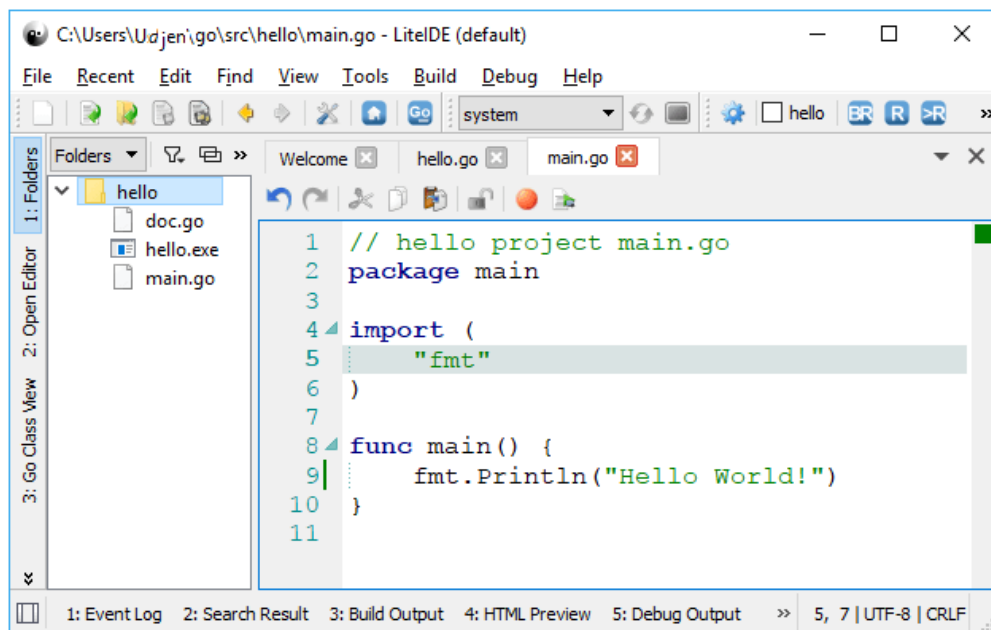 C:\Users\Udjen\go\src\hello\main.go - LiteIDE (default)
File Recent Edit Find View Tools Build Debug Help
Go system hello BR R >R »
1: Folders
2: Open Editor
3: Go Class View
Folders »
hello
doc.go
hello.exe
main.go
Welcome hello.go main.go
1 // hello project main.go
2 package main
3
4 import (
5 "fmt"
6 )
7
8 func main() {
9 fmt.Println("Hello World!")
10 }
11
1: Event Log 2: Search Result 3: Build Output 4: HTML Preview 5: Debug Output » 5, 7 | UTF-8 | CRLF